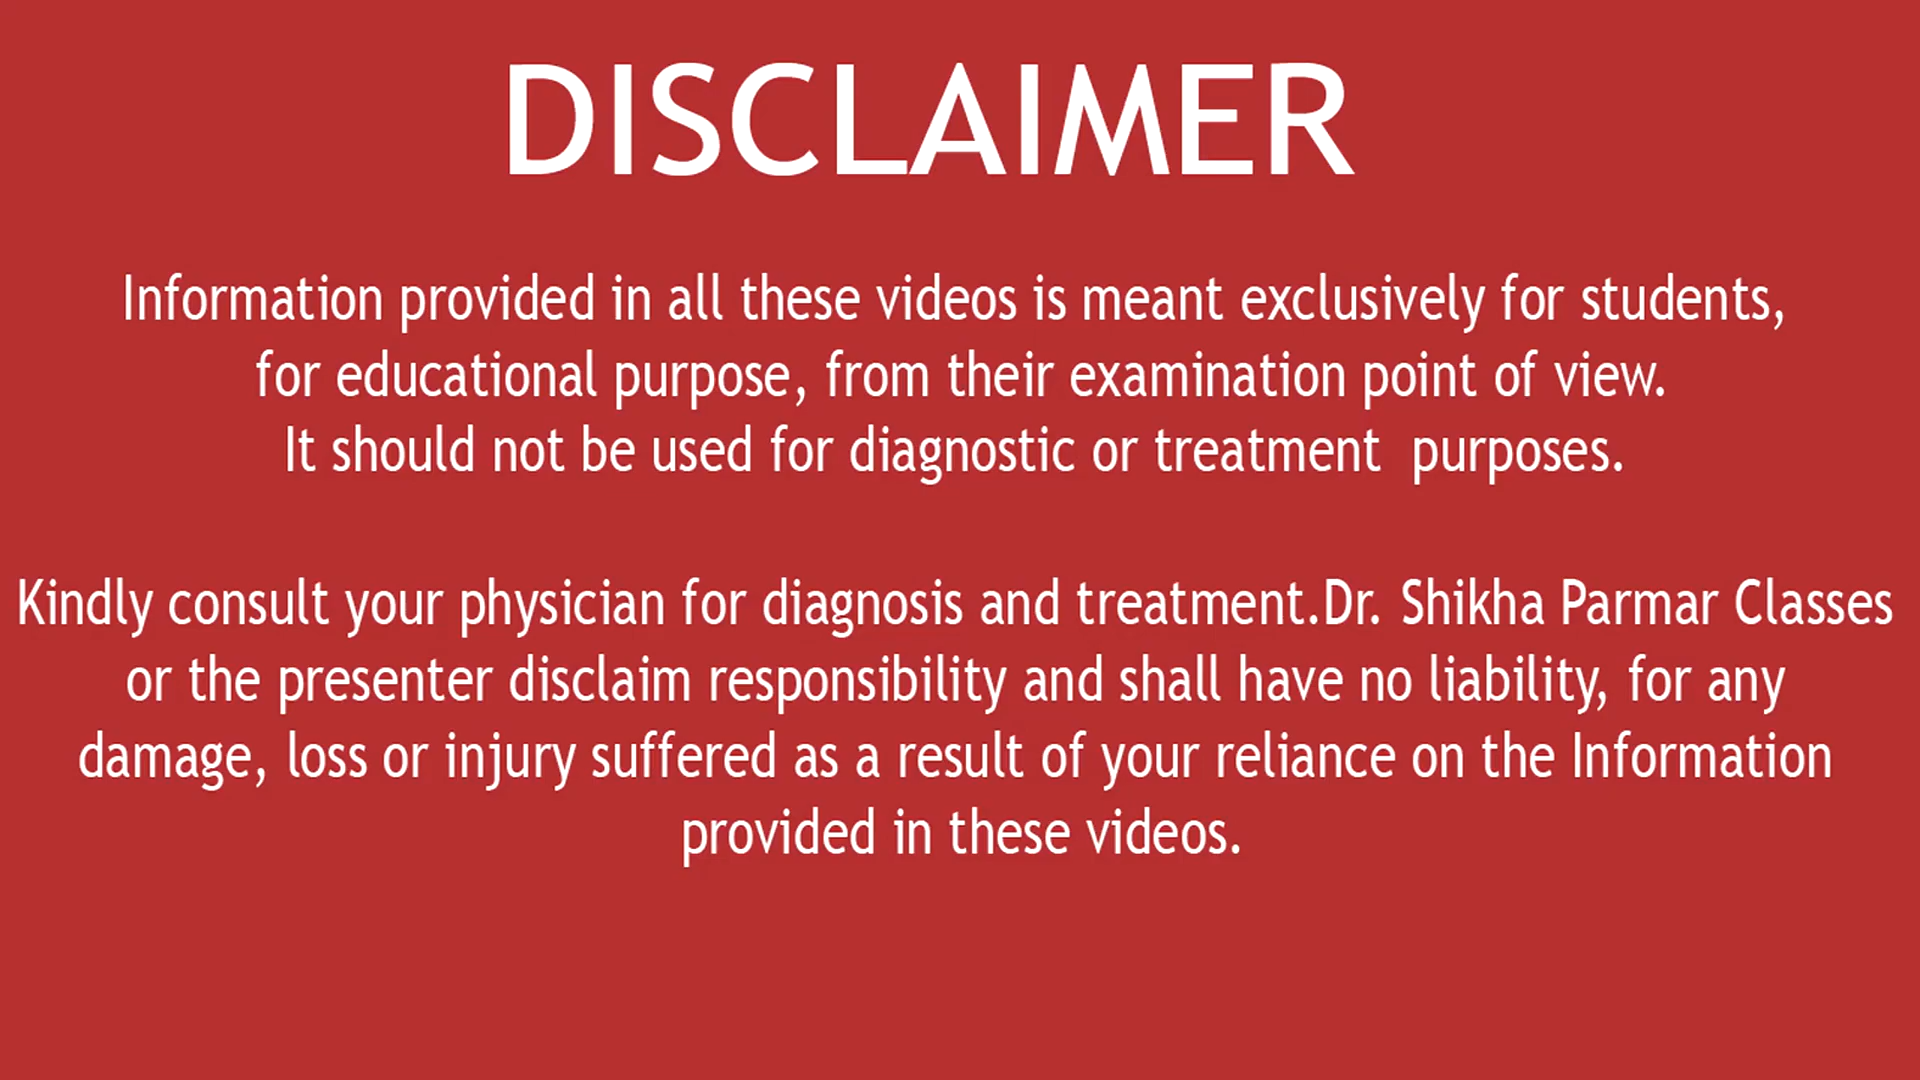 DISCLAIMER
Information provided in all these videos is meant exclusively for students,
for educational purpose, from their examination point of view.
It should not be used for diagnostic or treatment  purposes.
Kindly consult your physician for diagnosis and treatment.Dr. Shikha Parmar Classes
or the presenter disclaim responsibility and shall have no liability, for any
damage, loss or injury suffered as a result of your reliance on the Information
provided in these videos.